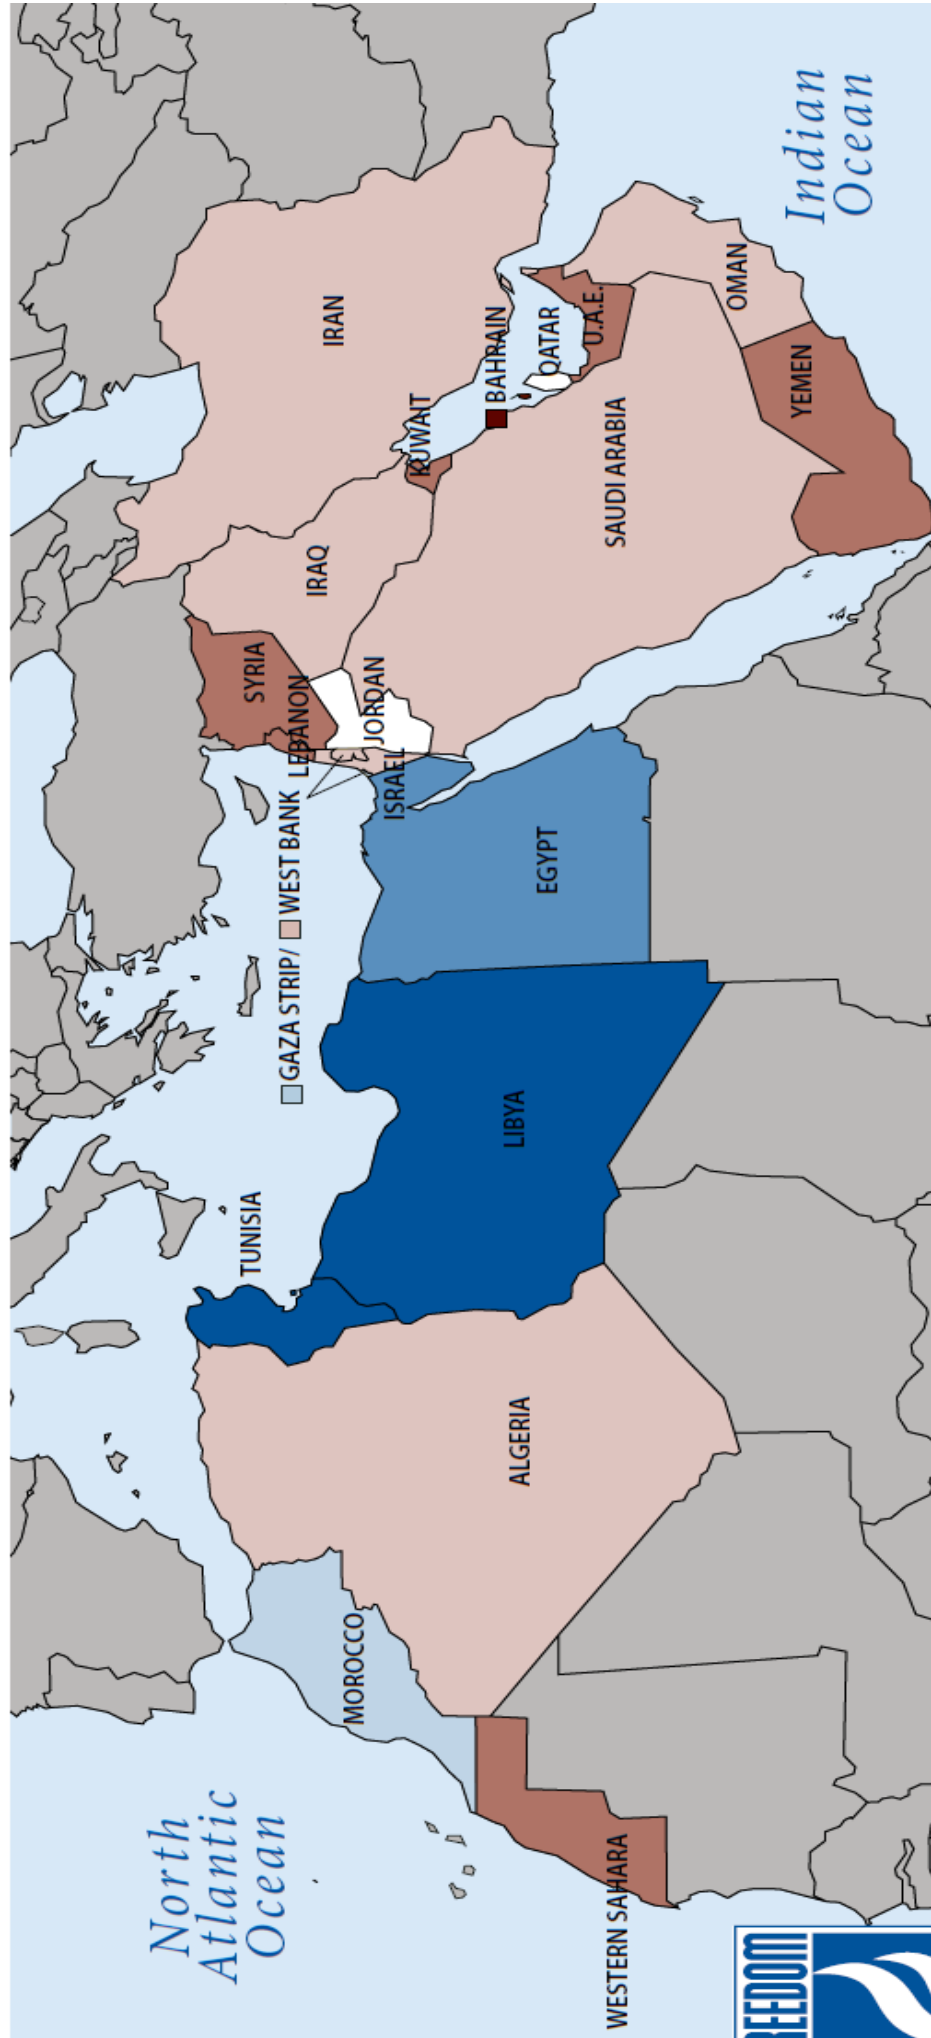 North
Atlantic
Ocean
MOROCCO
WESTERN SAHARA
ALGERIA
TUNISIA
LIBYA
GAZA STRIP/
WEST BANK
EGYPT
ISRAEL
LEBANON
JORDAN
SYRIA
IRAQ
IRAN
KUWAIT
BAHRAIN
QATAR
U.A.E.
SAUDI ARABIA
OMAN
YEMEN
Indian
Ocean